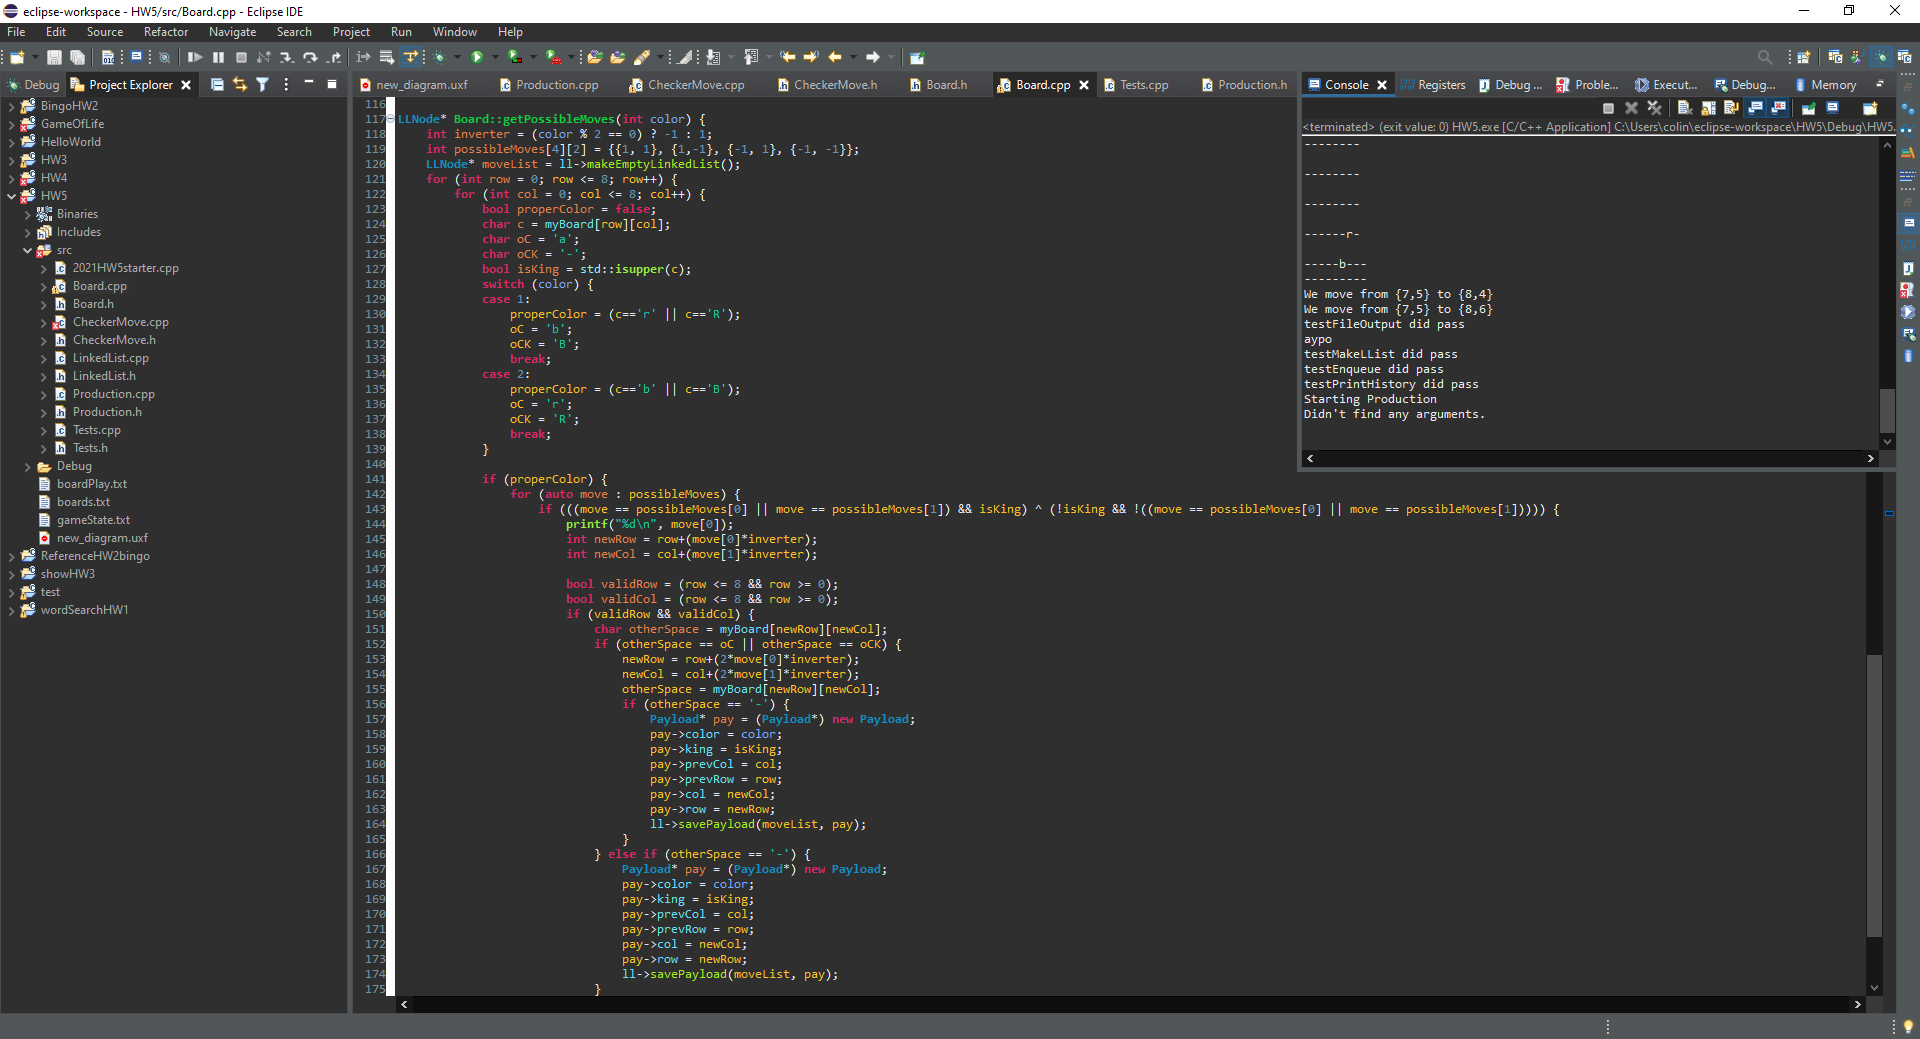 eclipse-workspace - HW5/src/Board.cpp - Eclipse IDE
File Edit Source Refactor Navigate Search Project Run Window Help
Debug Project Explorer
BingoHW2
GameOfLife
HelloWorld
HW3
HW4
HW5
Binaries
Includes
src
2021HW5starter.cpp
Board.cpp
Board.h
CheckerMove.cpp
CheckerMove.h
LinkedList.cpp
LinkedList.h
Production.cpp
Production.h
Tests.cpp
Tests.h
Debug
boardPlay.txt
boards.txt
gameState.txt
new_diagram.uxf
ReferenceHW2bingo
showHW3
test
wordSearchHW1
new_diagram.uxf Production.cpp CheckerMove.cpp CheckerMove.h Board.h Board.cpp Tests.cpp Production.h
116
117 LLNode* Board::getPossibleMoves(int color) {
118 int inverter = (color % 2 == 0) ? -1 : 1;
119 int possibleMoves[4][2] = {{1, 1}, {1,-1}, {-1, 1}, {-1, -1}};
120 LLNode* moveList = ll->makeEmptyLinkedList();
121 for (int row = 0; row <= 8; row++) {
122 for (int col = 0; col <= 8; col++) {
123 bool properColor = false;
124 char c = myBoard[row][col];
125 char oC = 'a';
126 char oCK = '-';
127 bool isKing = std::isupper(c);
128 switch (color) {
129 case 1:
130 properColor = (c=='r' || c=='R');
131 oC = 'b';
132 oCK = 'B';
133 break;
134 case 2:
135 properColor = (c=='b' || c=='B');
136 oC = 'r';
137 oCK = 'R';
138 break;
139 }
140
141 if (properColor) {
142 for (auto move : possibleMoves) {
143 if (((move == possibleMoves[0] || move == possibleMoves[1]) && isKing) ^ (!isKing && !((move == possibleMoves[0] || move == possibleMoves[1])))) {
144 printf("%d\n", move[0]);
145 int newRow = row+(move[0]*inverter);
146 int newCol = col+(move[1]*inverter);
147
148 bool validRow = (row <= 8 && row >= 0);
149 bool validCol = (row <= 8 && row >= 0);
150 if (validRow && validCol) {
151 char otherSpace = myBoard[newRow][newCol];
152 if (otherSpace == oC || otherSpace == oCK) {
153 newRow = row+(2*move[0]*inverter);
154 newCol = col+(2*move[1]*inverter);
155 otherSpace = myBoard[newRow][newCol];
156 if (otherSpace == '-') {
157 Payload* pay = (Payload*) new Payload;
158 pay->color = color;
159 pay->king = isKing;
160 pay->prevCol = col;
161 pay->prevRow = row;
162 pay->col = newCol;
163 pay->row = newRow;
164 ll->savePayload(moveList, pay);
165 }
166 } else if (otherSpace == '-') {
167 Payload* pay = (Payload*) new Payload;
168 pay->color = color;
169 pay->king = isKing;
170 pay->prevCol = col;
171 pay->prevRow = row;
172 pay->col = newCol;
173 pay->row = newRow;
174 ll->savePayload(moveList, pay);
175 }
Console Registers Debug ... Proble... Execut... Debug... Memory
<terminated> (exit value: 0) HW5.exe [C/C++ Application] C:\Users\colin\eclipse-workspace\HW5\Debug\HW5.
--------
--------
--------
------r-
-----b---
---------
We move from {7,5} to {8,4}
We move from {7,5} to {8,6}
testFileOutput did pass
aypo
testMakeLList did pass
testEnqueue did pass
testPrintHistory did pass
Starting Production
Didn't find any arguments.